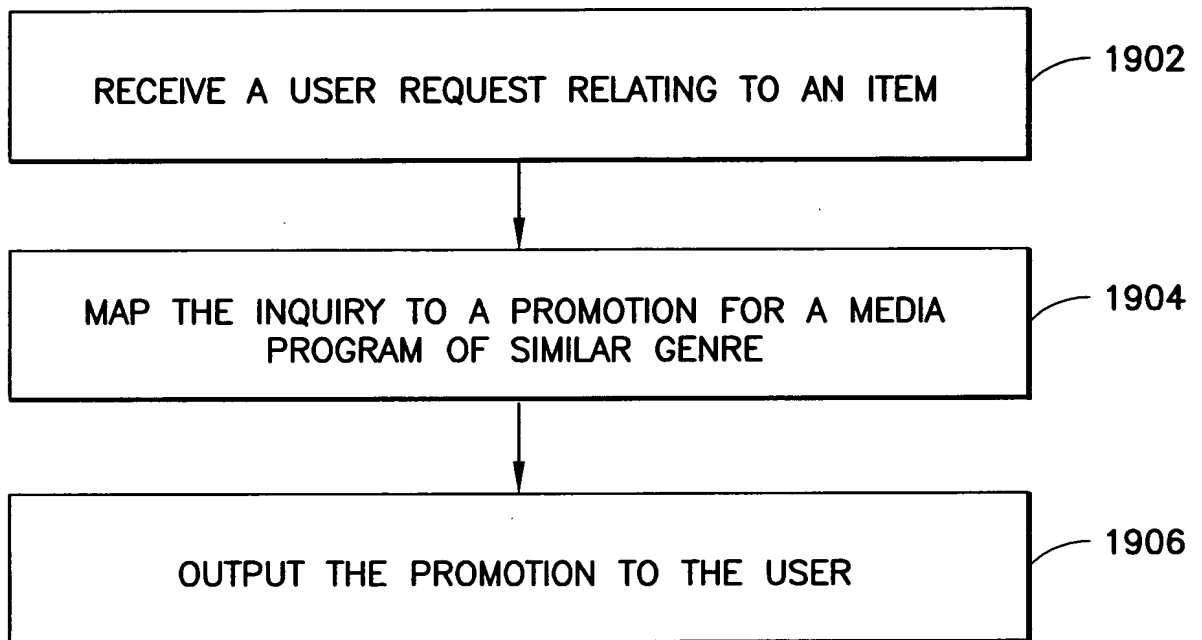 RECEIVE A USER REQUEST RELATING TO AN ITEM
1902
MAP THE INQUIRY TO A PROMOTION FOR A MEDIA
PROGRAM OF SIMILAR GENRE
1904
OUTPUT THE PROMOTION TO THE USER
1906